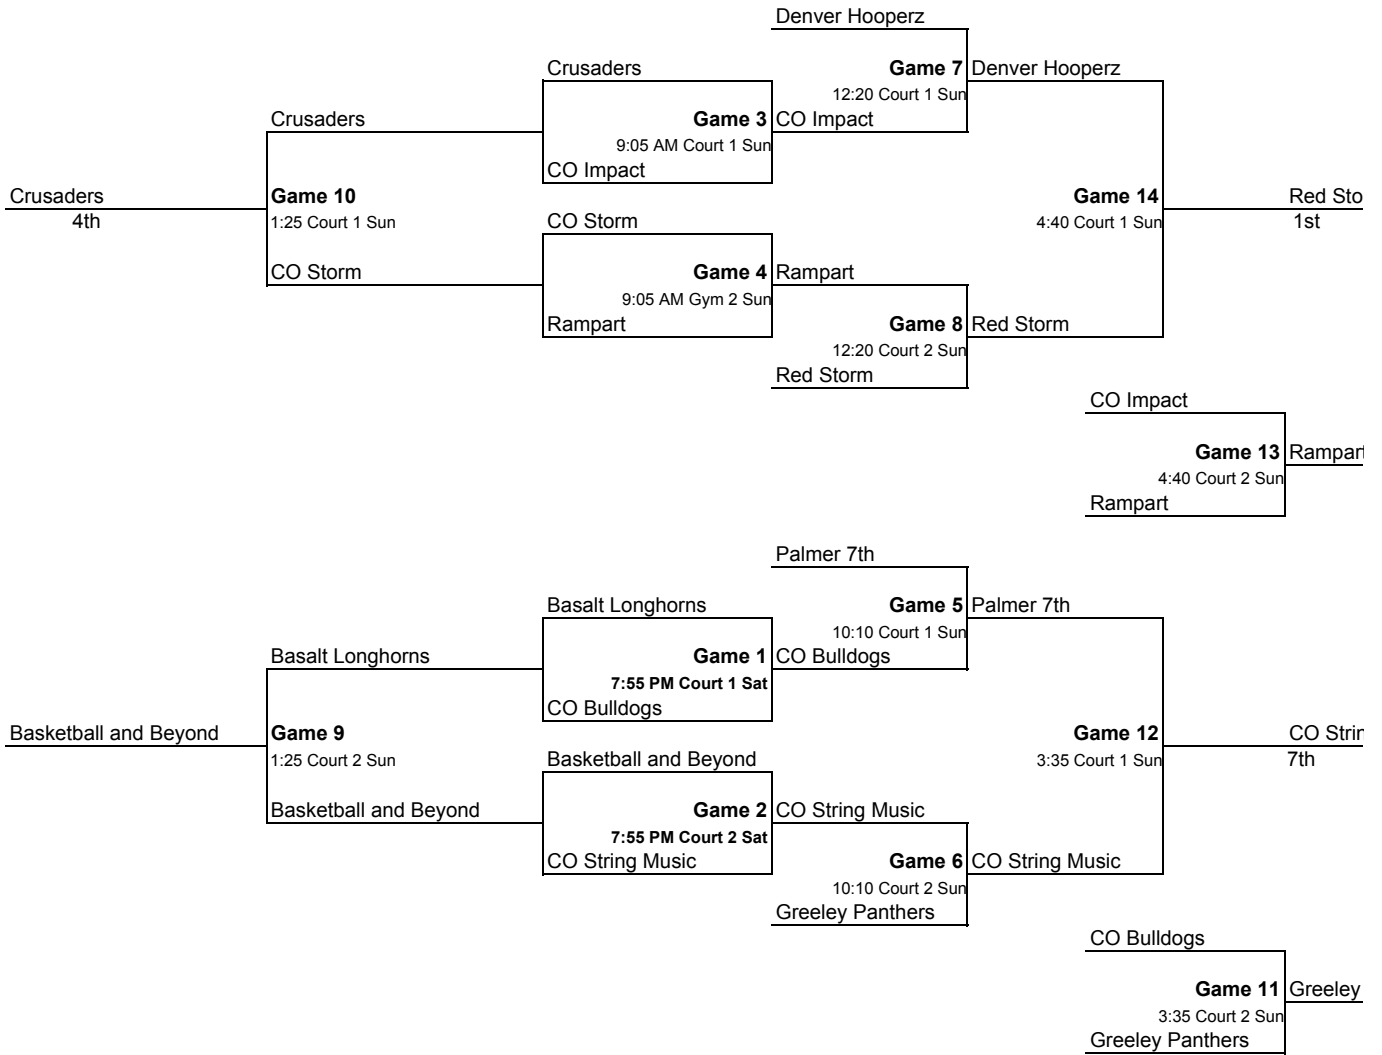 Denver Hooperz
Crusaders
Game 7 Denver Hooperz
12:20 Court 1 Sun
Crusaders
Game 3 CO Impact
9:05 AM Court 1 Sun
CO Impact
Crusaders
Game 10
Game 14
Red Sto
4th
1:25 Court 1 Sun
CO Storm
4:40 Court 1 Sun
1st
CO Storm
Game 4 Rampart
9:05 AM Gym 2 Sun
Rampart
Game 8 Red Storm
12:20 Court 2 Sun
Red Storm
CO Impact
Game 13 Rampart
4:40 Court 2 Sun
Rampart
Palmer 7th
Basalt Longhorns
Game 5 Palmer 7th
10:10 Court 1 Sun
Basalt Longhorns
Game 1 CO Bulldogs
7:55 PM Court 1 Sat
CO Bulldogs
Basketball and Beyond
Game 9
Game 12
CO Strin
1:25 Court 2 Sun
Basketball and Beyond
3:35 Court 1 Sun
7th
Basketball and Beyond
Game 2 CO String Music
7:55 PM Court 2 Sat
CO String Music
Game 6 CO String Music
10:10 Court 2 Sun
Greeley Panthers
CO Bulldogs
Game 11 Greeley
3:35 Court 2 Sun
Greeley Panthers